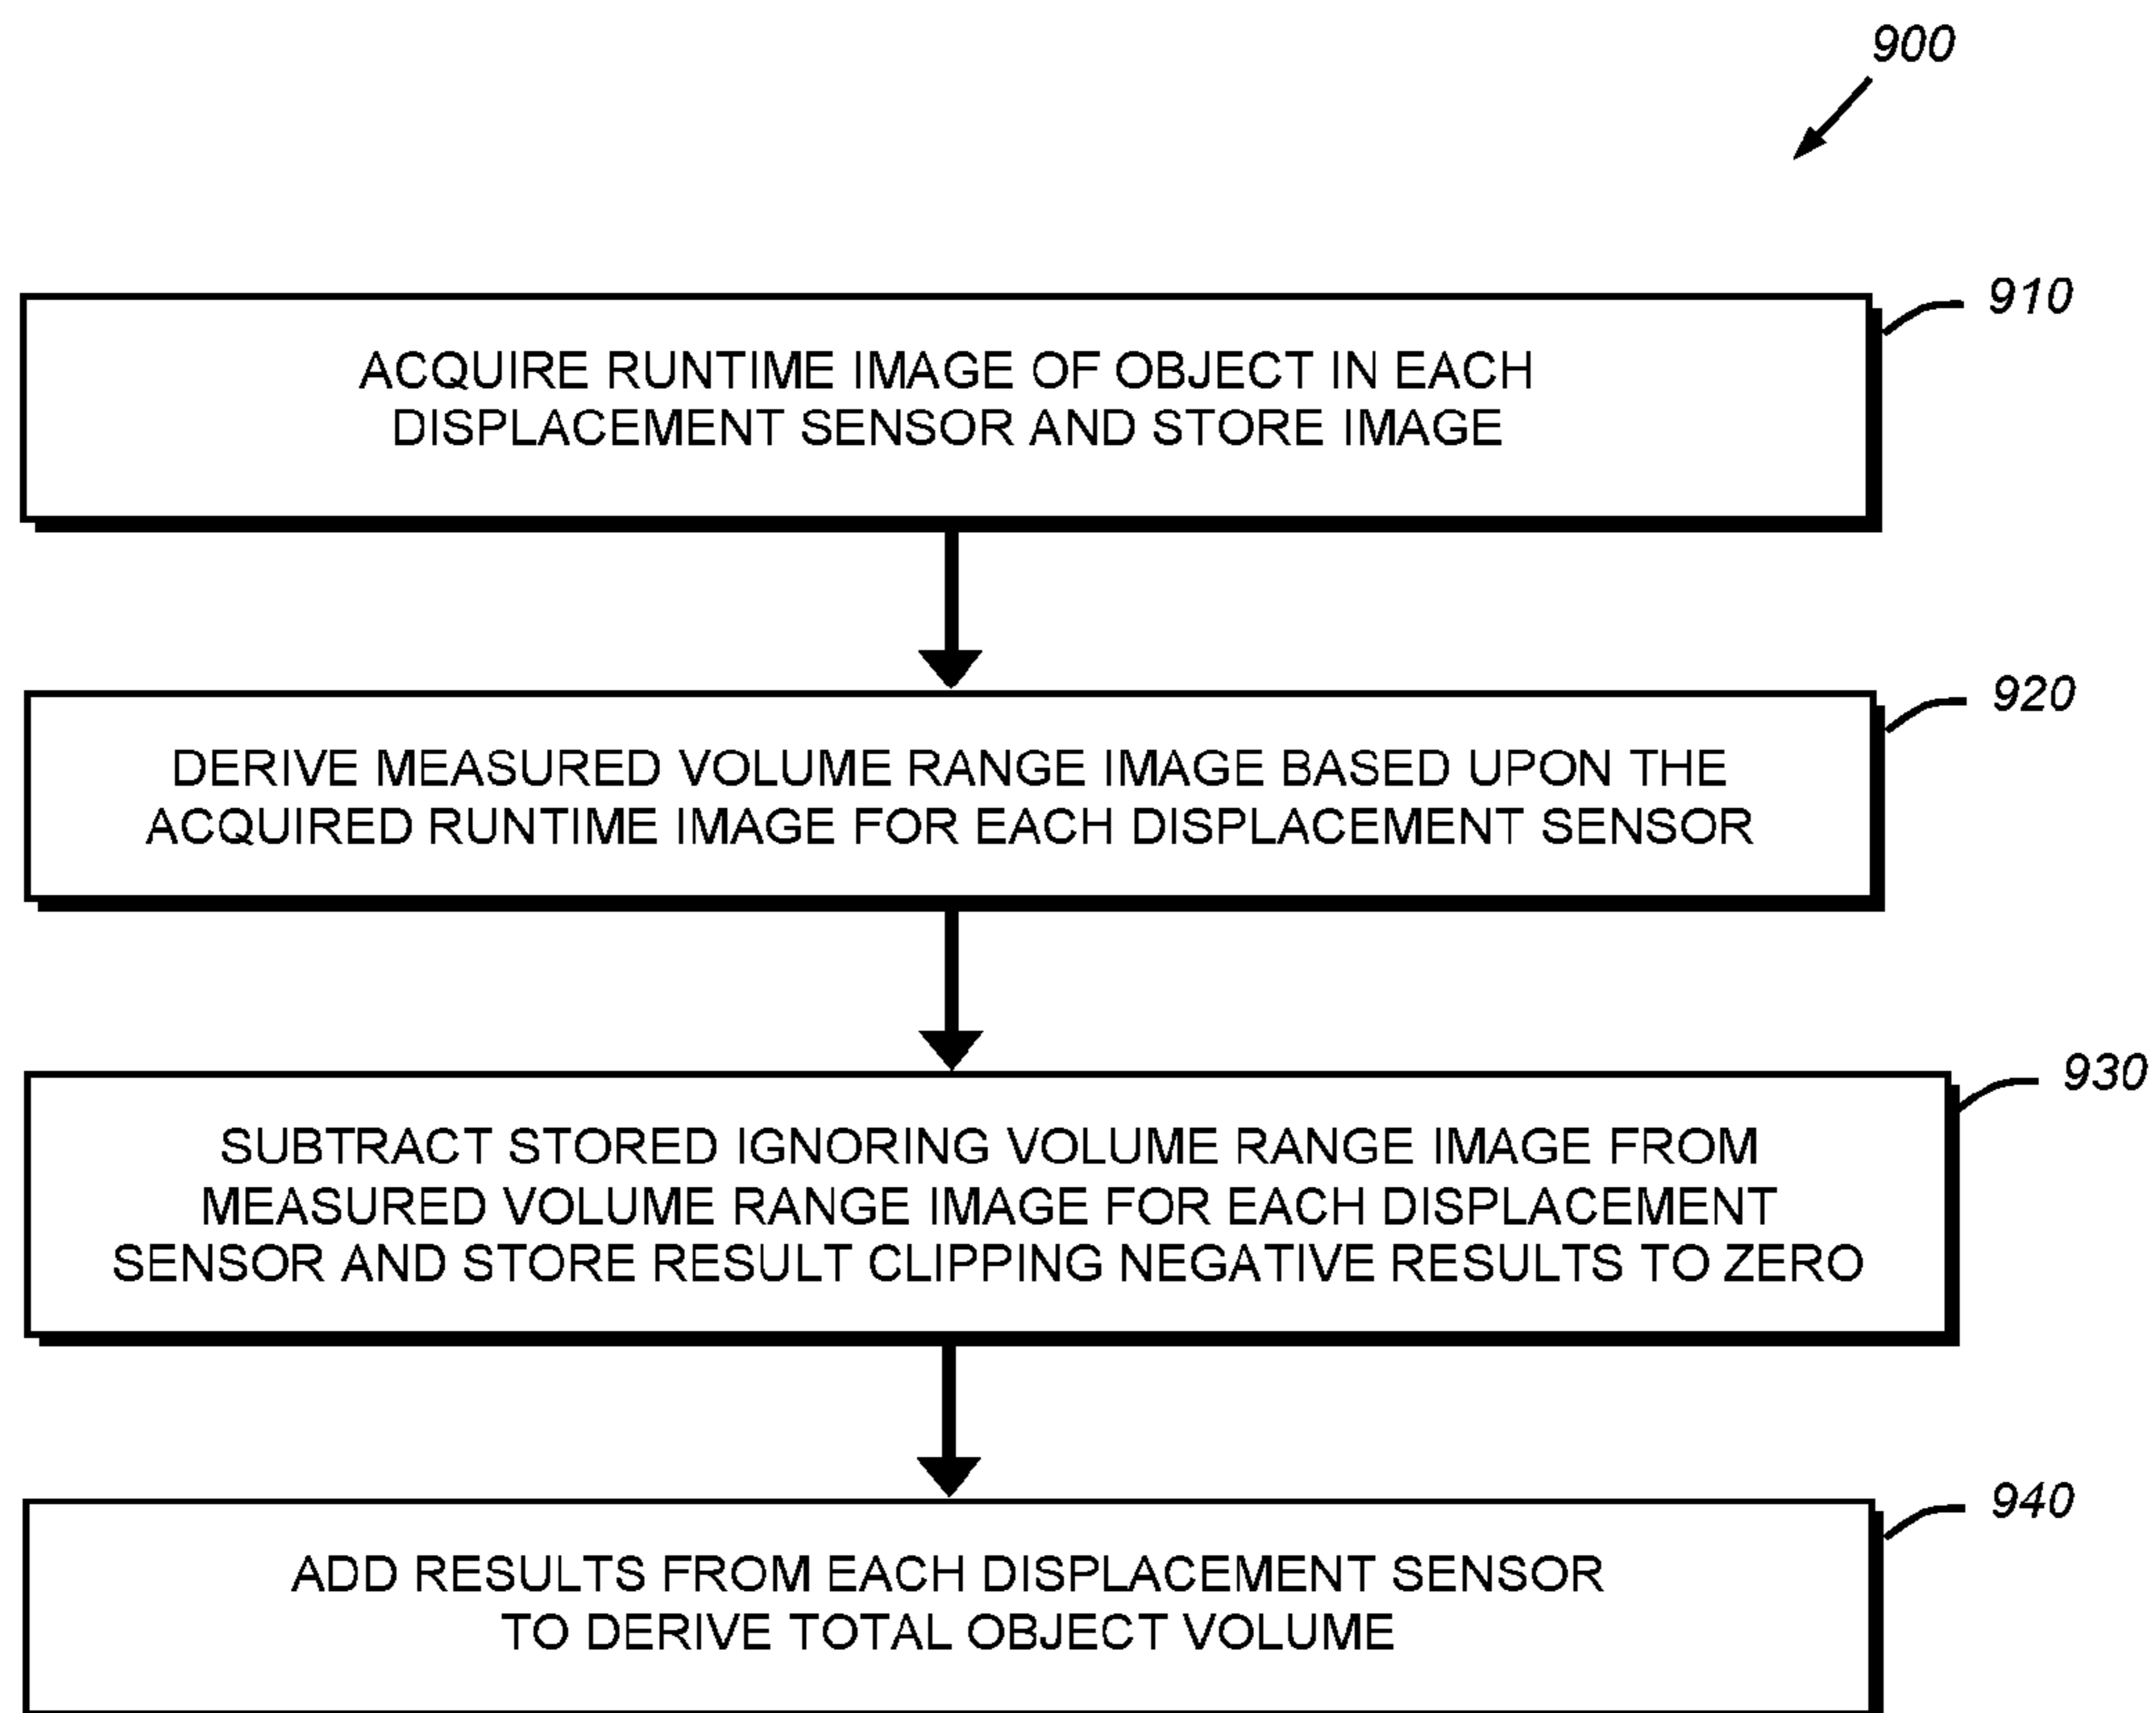 900
910
ACQUIRE RUNTIME IMAGE OF OBJECT IN EACH
DISPLACEMENT SENSOR AND STORE IMAGE
920
DERIVE MEASURED VOLUME RANGE IMAGE BASED UPON THE
ACQUIRED RUNTIME IMAGE FOR EACH DISPLACEMENT SENSOR
930
SUBTRACT STORED IGNORING VOLUME RANGE IMAGE FROM
MEASURED VOLUME RANGE IMAGE FOR EACH DISPLACEMENT
SENSOR AND STORE RESULT CLIPPING NEGATIVE RESULTS TO ZERO
940
ADD RESULTS FROM EACH DISPLACEMENT SENSOR
TO DERIVE TOTAL OBJECT VOLUME